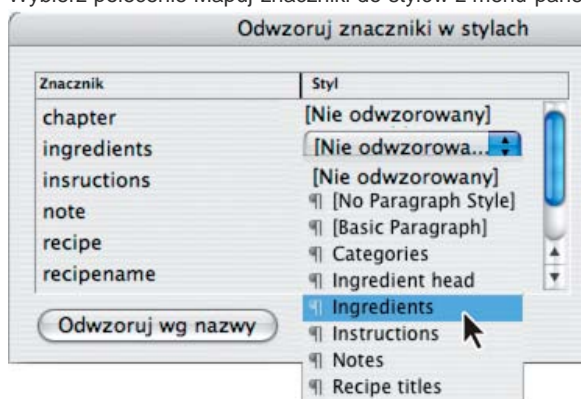 Wybierz polecenie Mapuj znaczniki do stylów z menu pane
Odwzoruj znaczniki w stylach
Znacznik Styl
chapter [Nie odwzorowany]
ingredients [Nie odwzorowa...
insructions [Nie odwzorowany]
¶ [No Paragraph Style]
note
¶ [Basic Paragraph]
recipe
¶ Categories
recipename ¶ Ingredient head
¶ Ingredients
Odwzoruj wg nazwy
¶ Instructions
¶ Notes
¶ Recipe titles